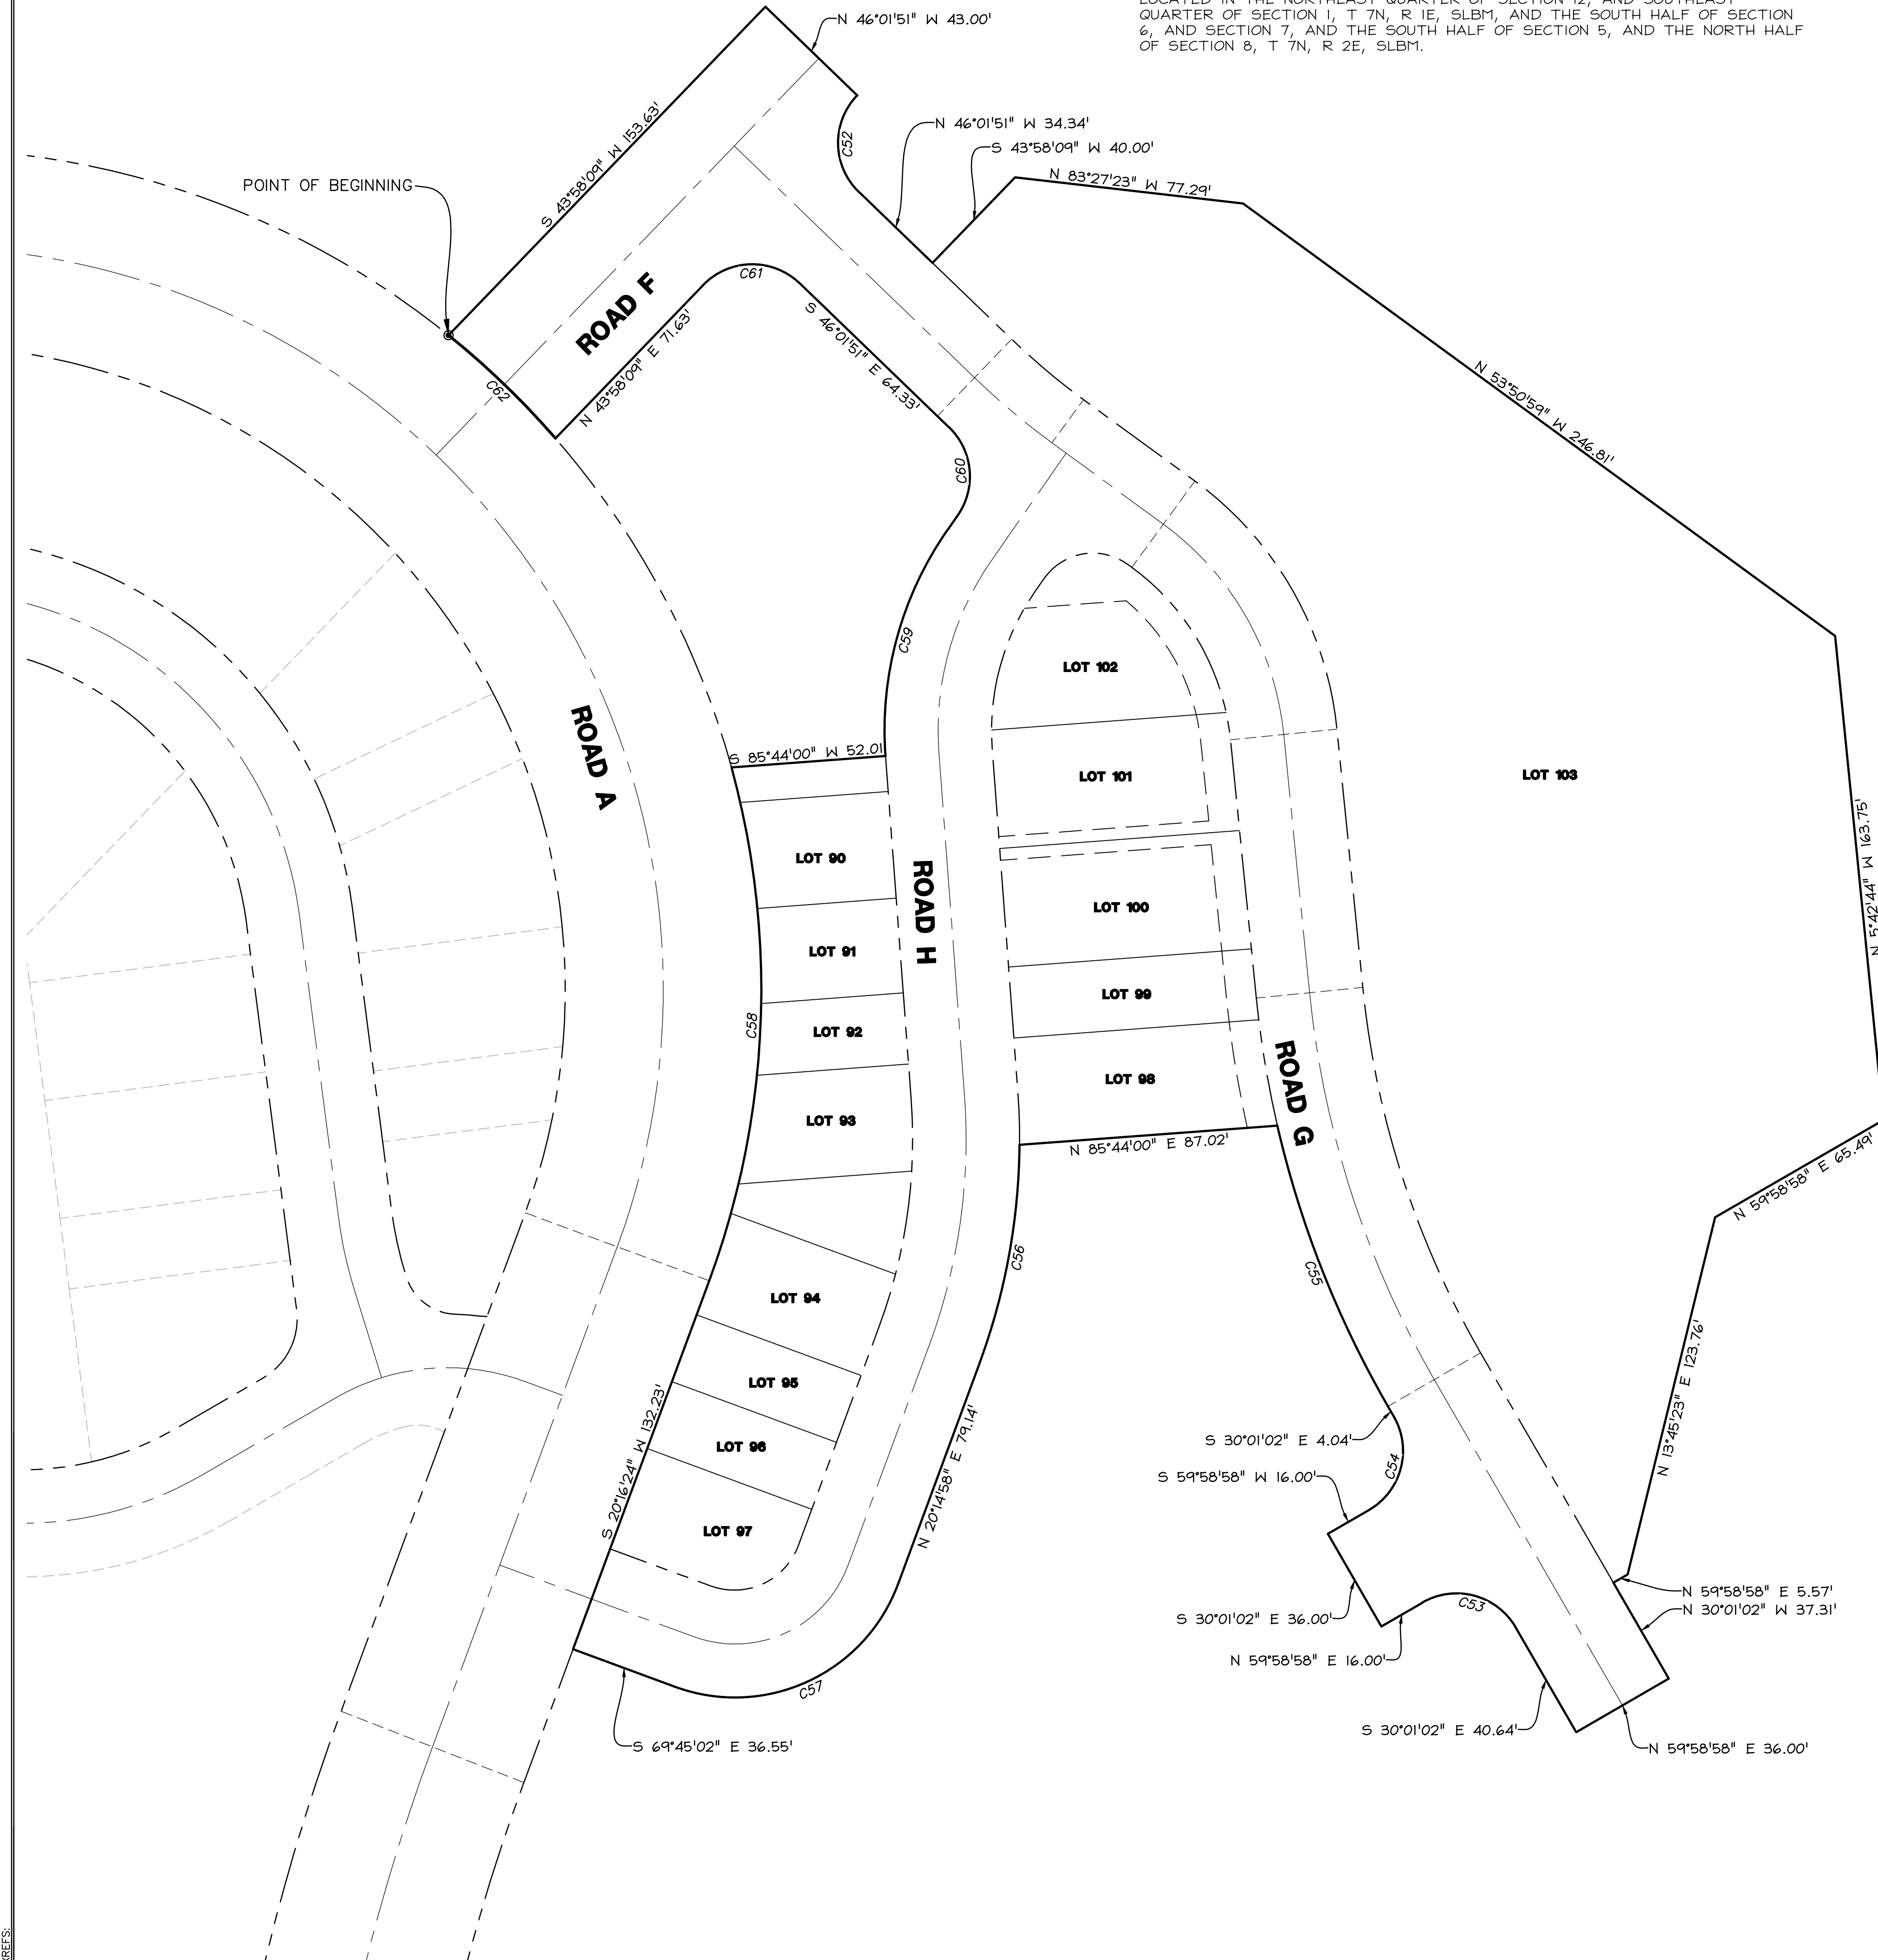 LOCATED IN THE NORTHEAST QUARTER OF SECTION 12, AND SOUTHEAST
QUARTER OF SECTION 1, T 7N, R 1E, SLBM, AND THE SOUTH HALF OF SECTION
6, AND SECTION 7, AND THE SOUTH HALF OF SECTION 5, AND THE NORTH HALF
OF SECTION 8, T 7N, R 2E, SLBM.
N 46°01'51" W 43.00'
S 43°58'09" W 153.63'
C52
N 46°01'51" W 34.34'
S 43°58'09" W 40.00'
N 83°27'23" W 77.29'
POINT OF BEGINNING
C61
ROAD F
S 46°01'51" E 64.33'
N 43°58'09" E 71.63'
C62
N 53°50'59" W 246.81'
C60
C59
LOT 102
ROAD A
S 85°44'00" W 52.01
LOT 101
LOT 103
N 5°42'44" W 163.75'
LOT 90
ROAD H
LOT 100
LOT 91
LOT 99
C58
LOT 92
ROAD G
LOT 98
LOT 93
N 85°44'00" E 87.02'
N 59°58'58" E 65.49'
C56
C55
LOT 94
N 13°45'23" E 123.76'
LOT 95
S 20°16'24" W 132.23'
N 20°14'58" E 79.14'
S 30°01'02" E 4.04'
LOT 96
C54
S 59°58'58" W 16.00'
LOT 97
N 59°58'58" E 5.57'
C53
N 30°01'02" W 37.31'
S 30°01'02" E 36.00'
N 59°58'58" E 16.00'
C57
S 30°01'02" E 40.64'
S 69°45'02" E 36.55'
N 59°58'58" E 36.00'
XREFS: